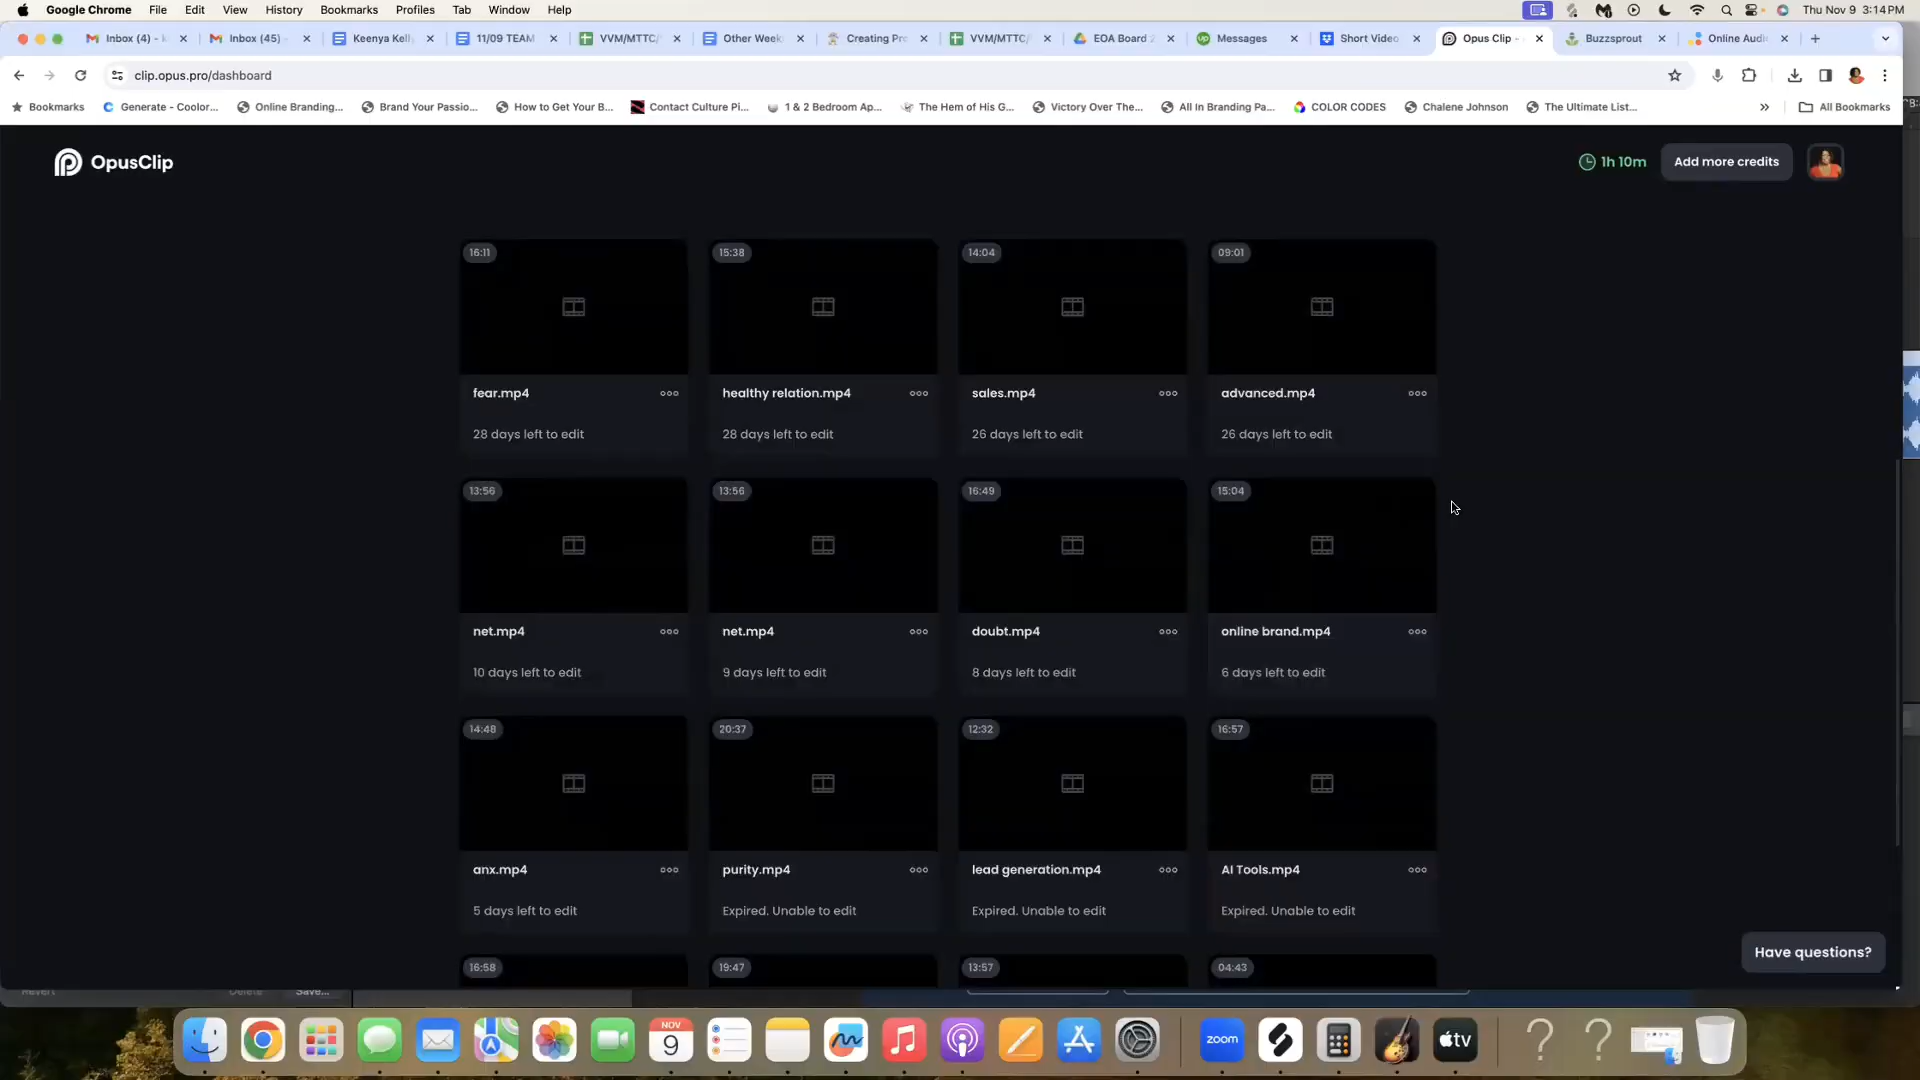 Google Chrome File Edit View History Bookmarks Profiles Tab Window Help Thu Nov 9 3:14 PM
Inbox (4) - Inbox (45) - Keenya Kell 11/09 TEAM VVM/MTTC/ Other Week Creating Pr VVM/MTTC/ EOA Board 2 Messages Short Video Opus Clip - Buzzsprout Online Audi
clip.opus.pro/dashboard
Bookmarks Generate - Coolor... Online Branding... Brand Your Passio... How to Get Your B... Contact Culture Pi... 1 & 2 Bedroom Ap... The Hem of His G... Victory Over The... All In Branding Pa... COLOR CODES Chalene Johnson The Ultimate List... » All Bookmarks
OpusClip 1h 10m Add more credits
16:11 15:38 14:04 09:01
fear.mp4 healthy relation.mp4 sales.mp4 advanced.mp4
28 days left to edit 28 days left to edit 26 days left to edit 26 days left to edit
13:56 13:56 16:49 15:04
net.mp4 net.mp4 doubt.mp4 online brand.mp4
10 days left to edit 9 days left to edit 8 days left to edit 6 days left to edit
14:48 20:37 12:32 16:57
anx.mp4 purity.mp4 lead generation.mp4 AI Tools.mp4
5 days left to edit Expired. Unable to edit Expired. Unable to edit Expired. Unable to edit
Have questions?
16:58 19:47 13:57 04:43
Revert Delete Save...
NOV
9 zoom tv